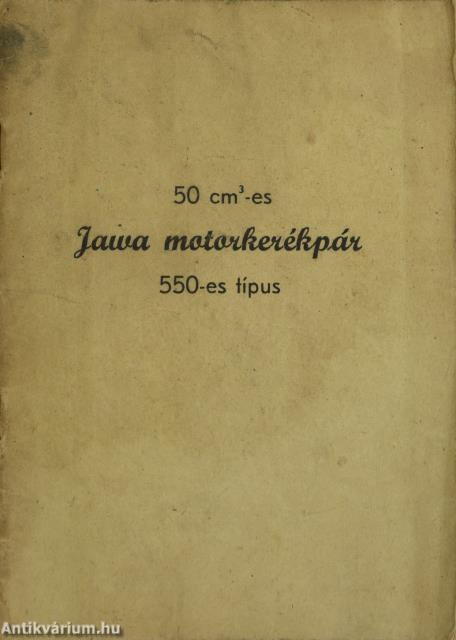 50 cm³-es
Jawa motorkerékpár
550-es típus
Antikvárium.hu